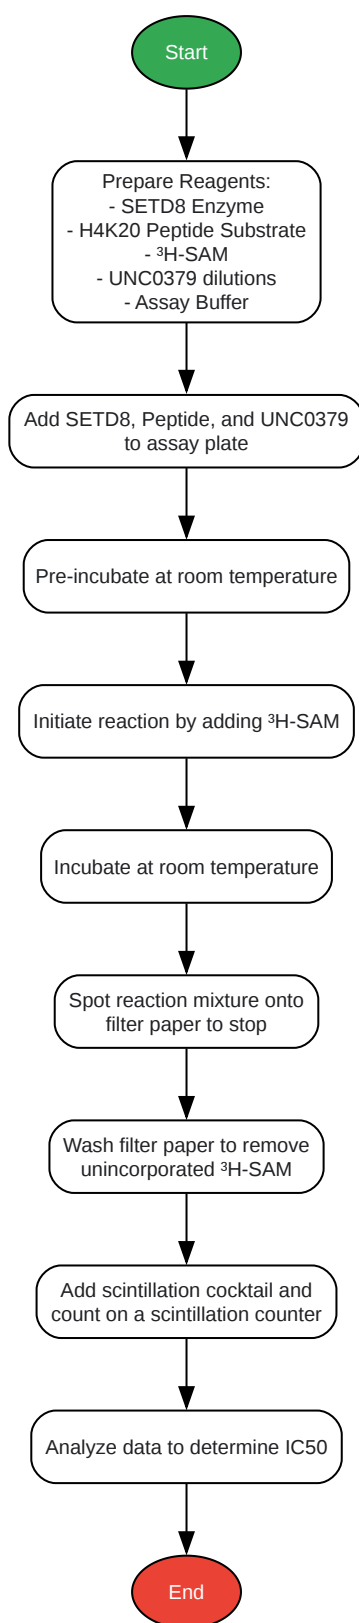 Start
Prepare Reagents:
- SETD8 Enzyme
- H4K20 Peptide Substrate
- ³H-SAM
- UNC0379 dilutions
- Assay Buffer
Add SETD8, Peptide, and UNC0379
to assay plate
Pre-incubate at room temperature
Initiate reaction by adding ³H-SAM
Incubate at room temperature
Spot reaction mixture onto
filter paper to stop
Wash filter paper to remove
unincorporated ³H-SAM
Add scintillation cocktail and
count on a scintillation counter
Analyze data to determine IC50
End